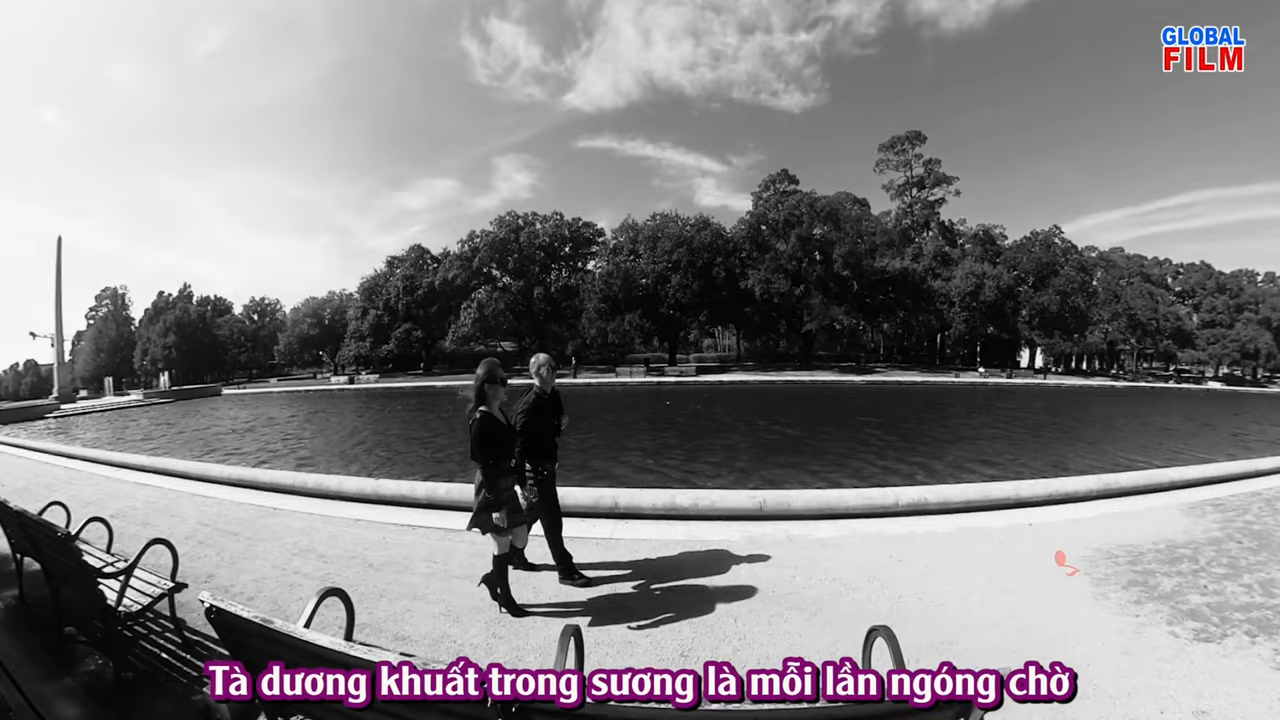 GLOBAL
FILM
Tà dương khuất trong sương là mỗi lần ngóng chờ